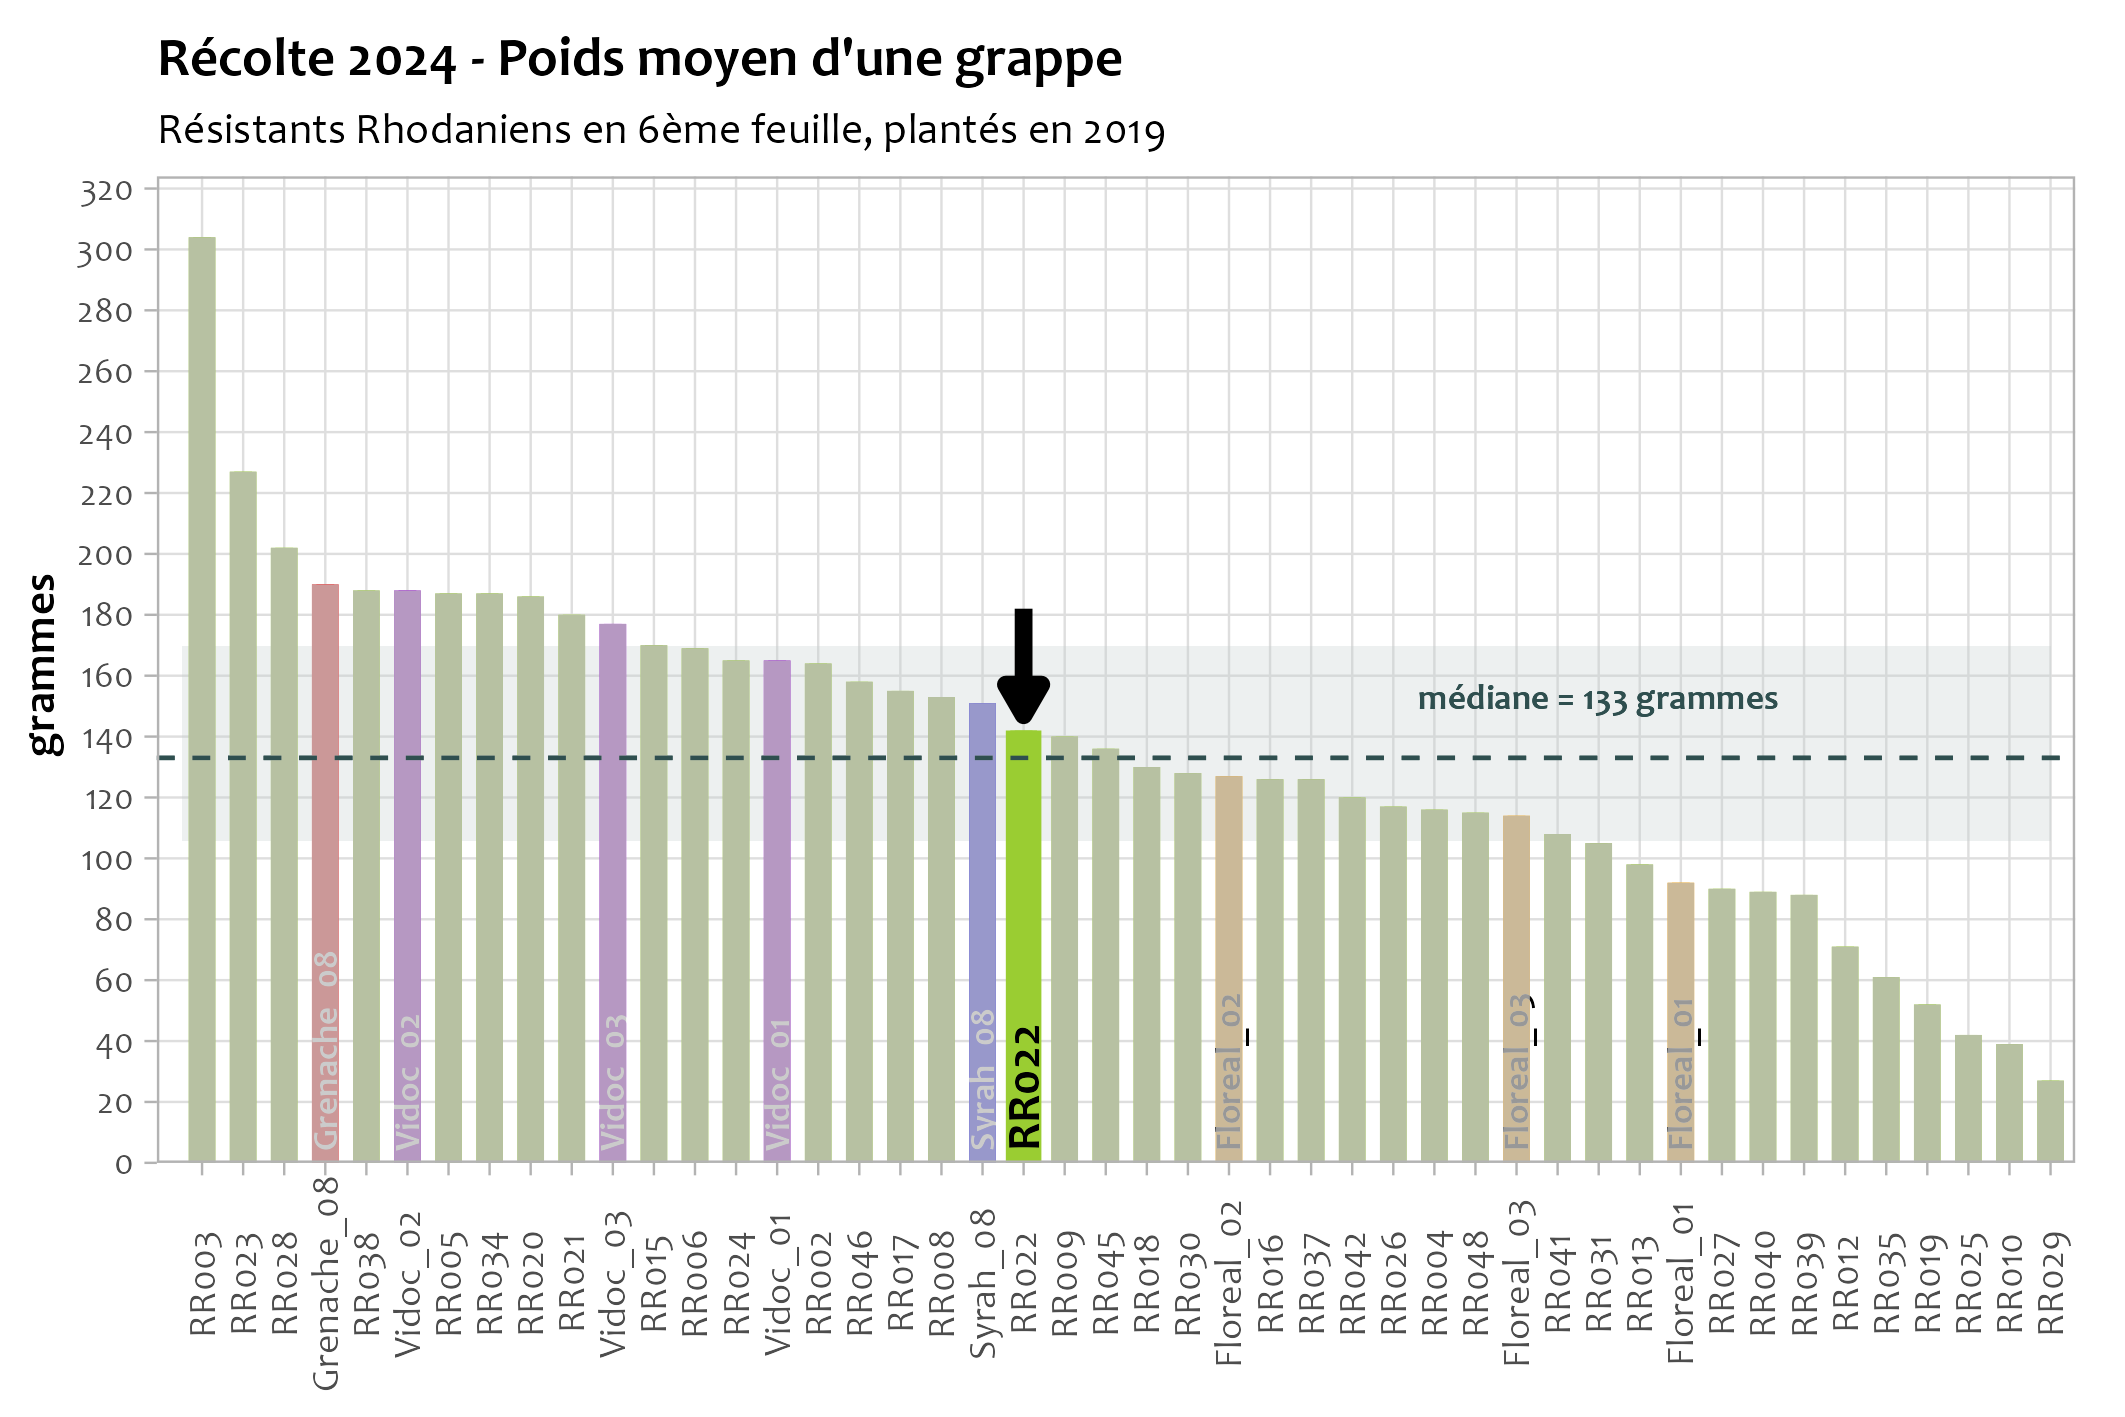 Récolte 2024 - Poids moyen d'une grappe
Résistants Rhodaniens en 6ème feuille, plantés en 2019
grammes
320
300
280
260
240
220
200
180
160
140
120
100
80
60
40
20
0
médiane = 133 grammes
Grenache_08
Vidoc_02
Vidoc_03
Vidoc_01
Syrah_08
RR022
Floreal_02
Floreal_03
Floreal_01
RR003
RR023
RR028
Grenache_08
RR038
Vidoc_02
RR005
RR034
RR020
RR021
Vidoc_03
RR015
RR006
RR024
Vidoc_01
RR002
RR046
RR017
RR008
Syrah_08
RR022
RR009
RR045
RR018
RR030
Floreal_02
RR016
RR037
RR042
RR026
RR004
RR048
Floreal_03
RR041
RR031
RR013
Floreal_01
RR027
RR040
RR039
RR012
RR035
RR019
RR025
RR010
RR029